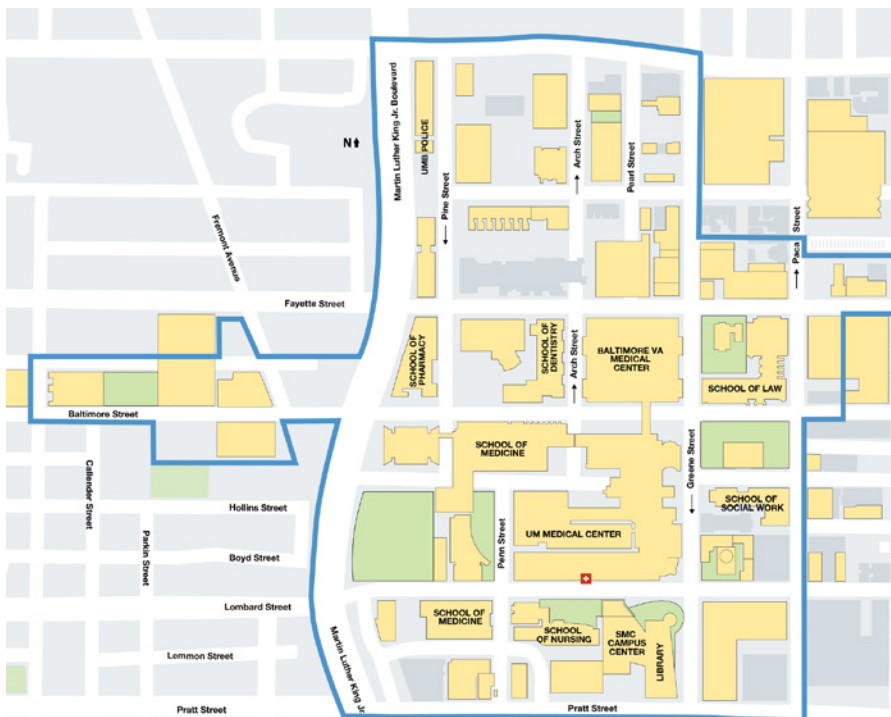 Martin Luther King Jr. Boulevard
UMB POLICE
N
Pine Street
Arch Street
Pearl Street
Paca Street
Fremont Avenue
Fayette Street
SCHOOL OF
PHARMACY
SCHOOL OF
DENTISTRY
Arch Street
BALTIMORE VA
MEDICAL
CENTER
SCHOOL OF LAW
Baltimore Street
SCHOOL OF
MEDICINE
Greene Street
Callender Street
Hollins Street
SCHOOL OF
SOCIAL WORK
Parkin Street
Penn Street
UM MEDICAL CENTER
Boyd Street
Lombard Street
SCHOOL OF
MEDICINE
SCHOOL
OF NURSING
SMC
CAMPUS
CENTER
LIBRARY
Lemmon Street
Martin Luther King Jr.
Pratt Street
Pratt Street